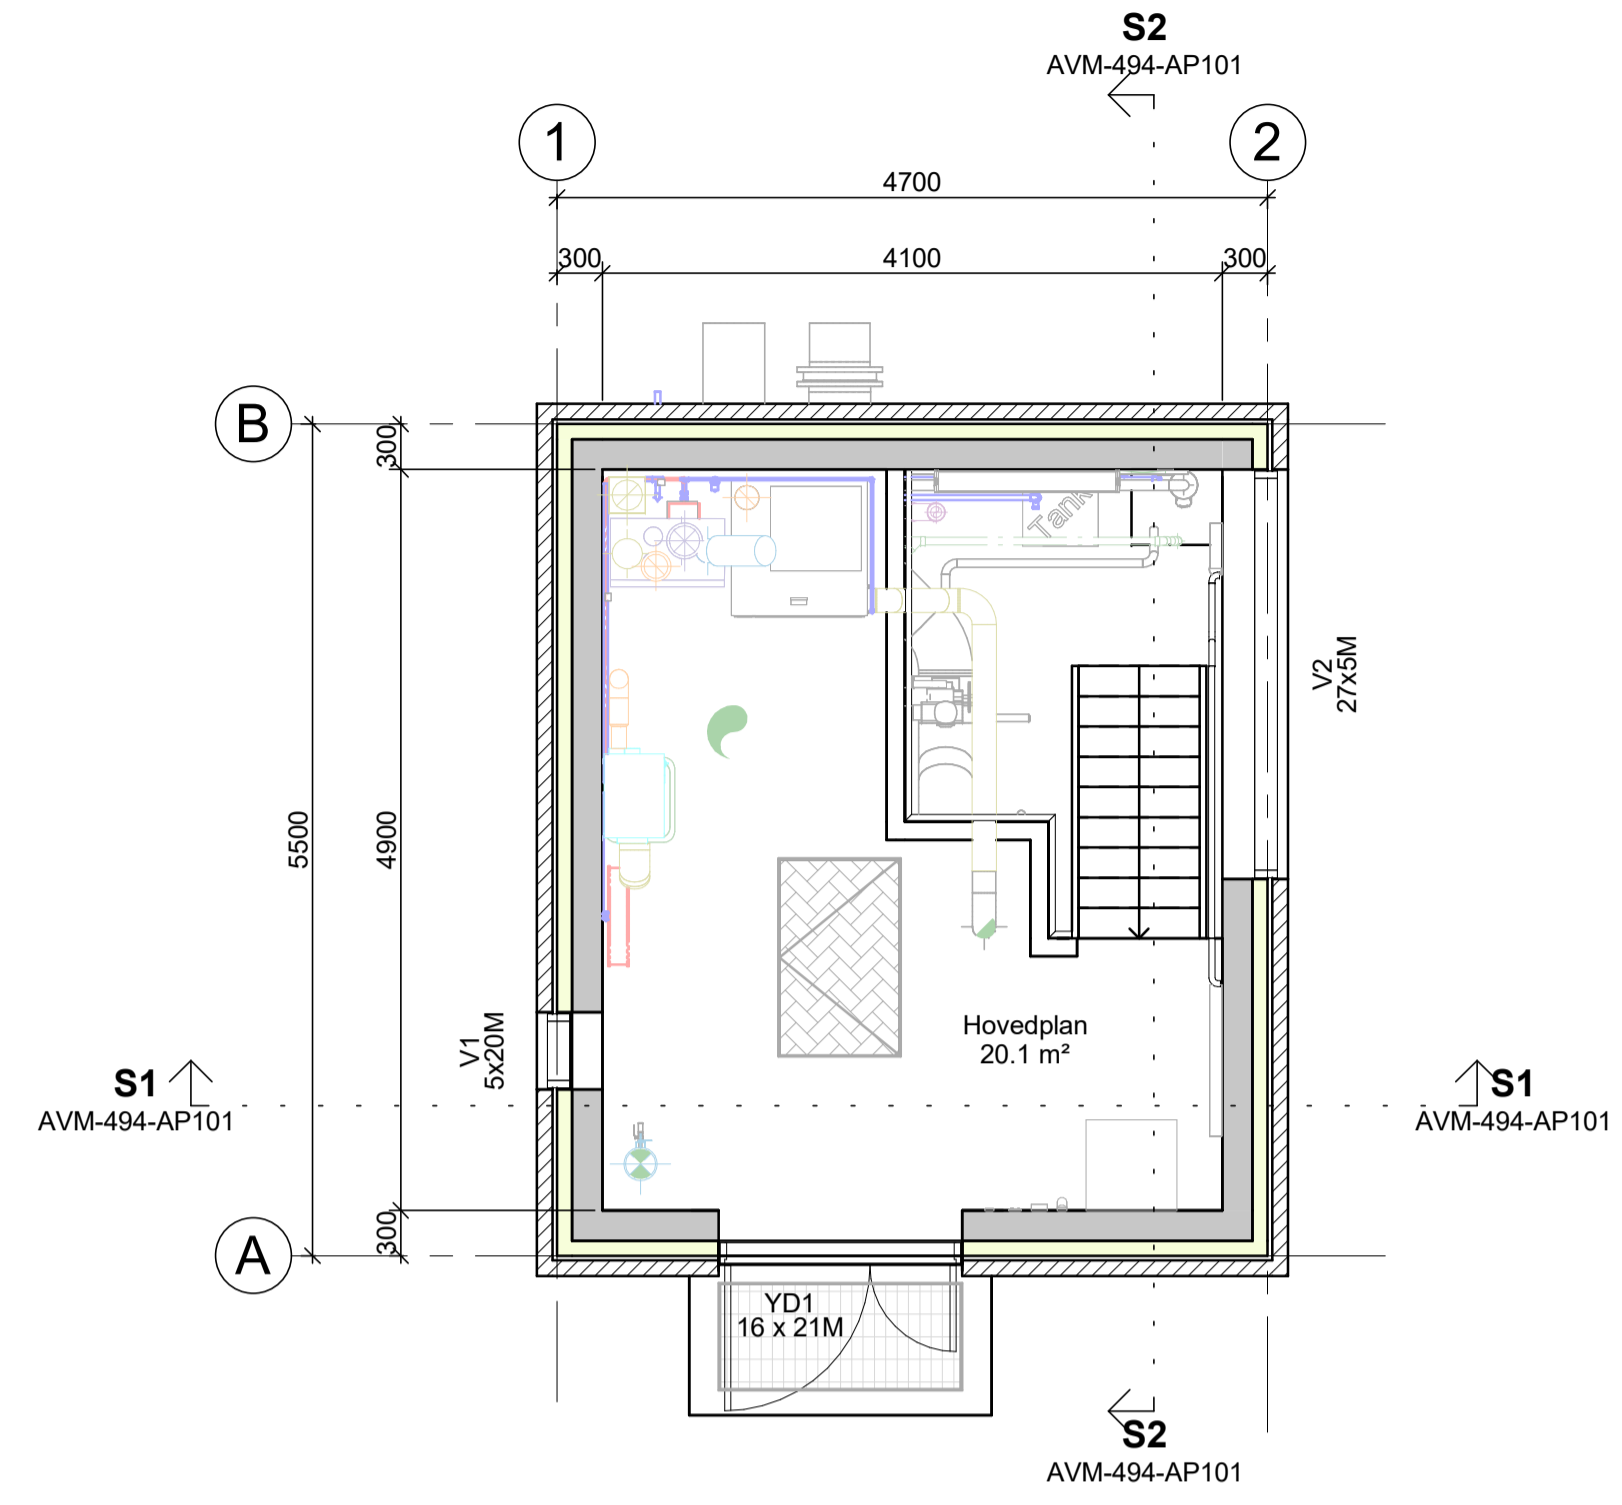 S2
AVM-494-AP101
1
2
4700
300
4100
300
B
300
Tank
V2
27x5M
5500
4900
Hovedplan
20.1 m²
V1
5x20M
S1
AVM-494-AP101
S1
AVM-494-AP101
300
A
YD1
16 x 21M
S2
AVM-494-AP101